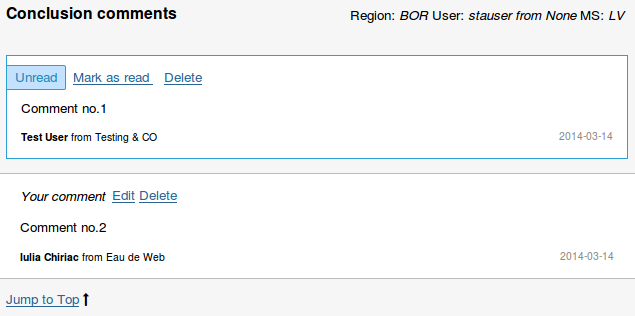 Conclusion comments
Region: BOR User: stauser from None MS: LV
Unread Mark as read Delete
Comment no.1
Test User from Testing & CO 2014-03-14
Your comment Edit Delete
Comment no.2
Iulia Chiriac from Eau de Web 2014-03-14
Jump to Top